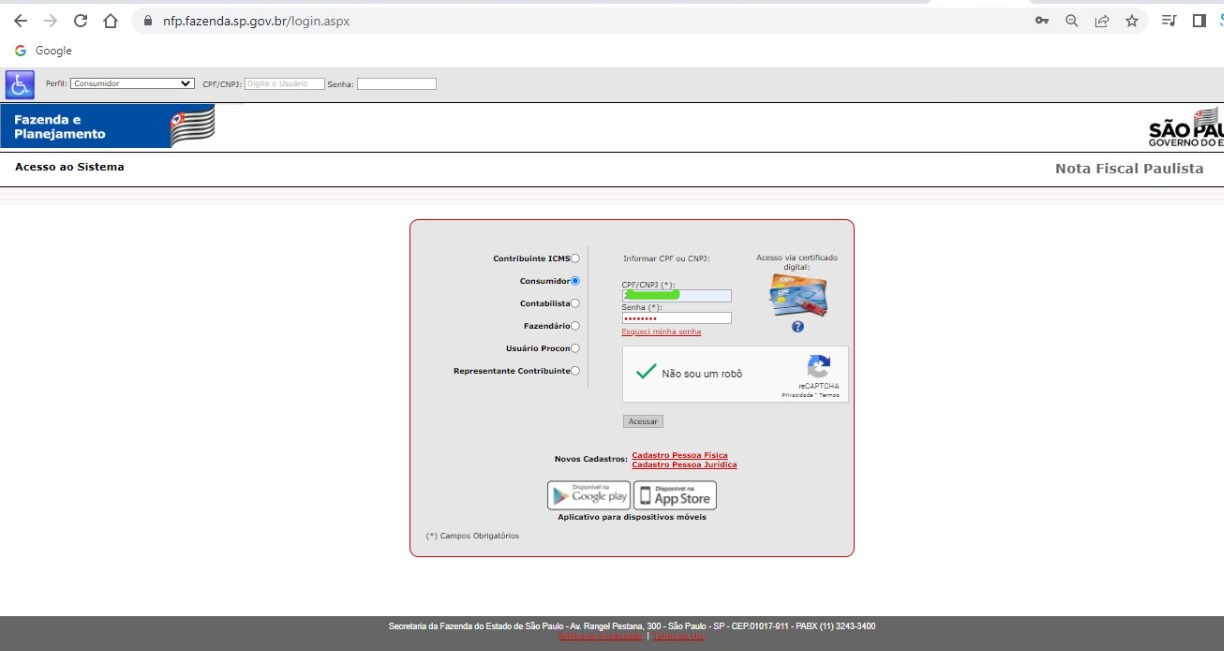 nfp.fazenda.sp.gov.br/login.aspx
Google
Perfil: Consumidor CPF/CNPJ: Digite o Usuário Senha:
Fazenda e
Planejamento
SÃO PAU
GOVERNO DO E
Acesso ao Sistema
Nota Fiscal Paulista
Contribuinte ICMS
Consumidor
Contabilista
Fazendário
Usuário Procon
Representante Contribuinte
Informar CPF ou CNPJ:
CPF/CNPJ (*):
Senha (*):
••••••••
Esqueci minha senha
Acesso via certificado
digital:
?
Não sou um robô
reCAPTCHA
Privacidade - Termos
Acessar
Novos Cadastros: Cadastro Pessoa Física
Cadastro Pessoa Jurídica
Disponível na
Google play
Disponível na
App Store
Aplicativo para dispositivos móveis
(*) Campos Obrigatórios
Secretaria da Fazenda do Estado de São Paulo - Av. Rangel Pestana, 300 - São Paulo - SP - CEP.01017-911 - PABX (11) 3243-3400